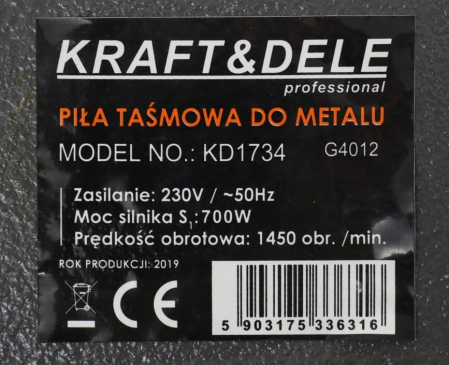 KRAFT&DELE
professional
PIŁA TAŚMOWA DO METALU
MODEL NO.: KD1734 G4012
Zasilanie: 230V / ~50Hz
Moc silnika S1: 700W
Prędkość obrotowa: 1450 obr. /min.
ROK PRODUKCJI: 2019
CE
5 903175 336316